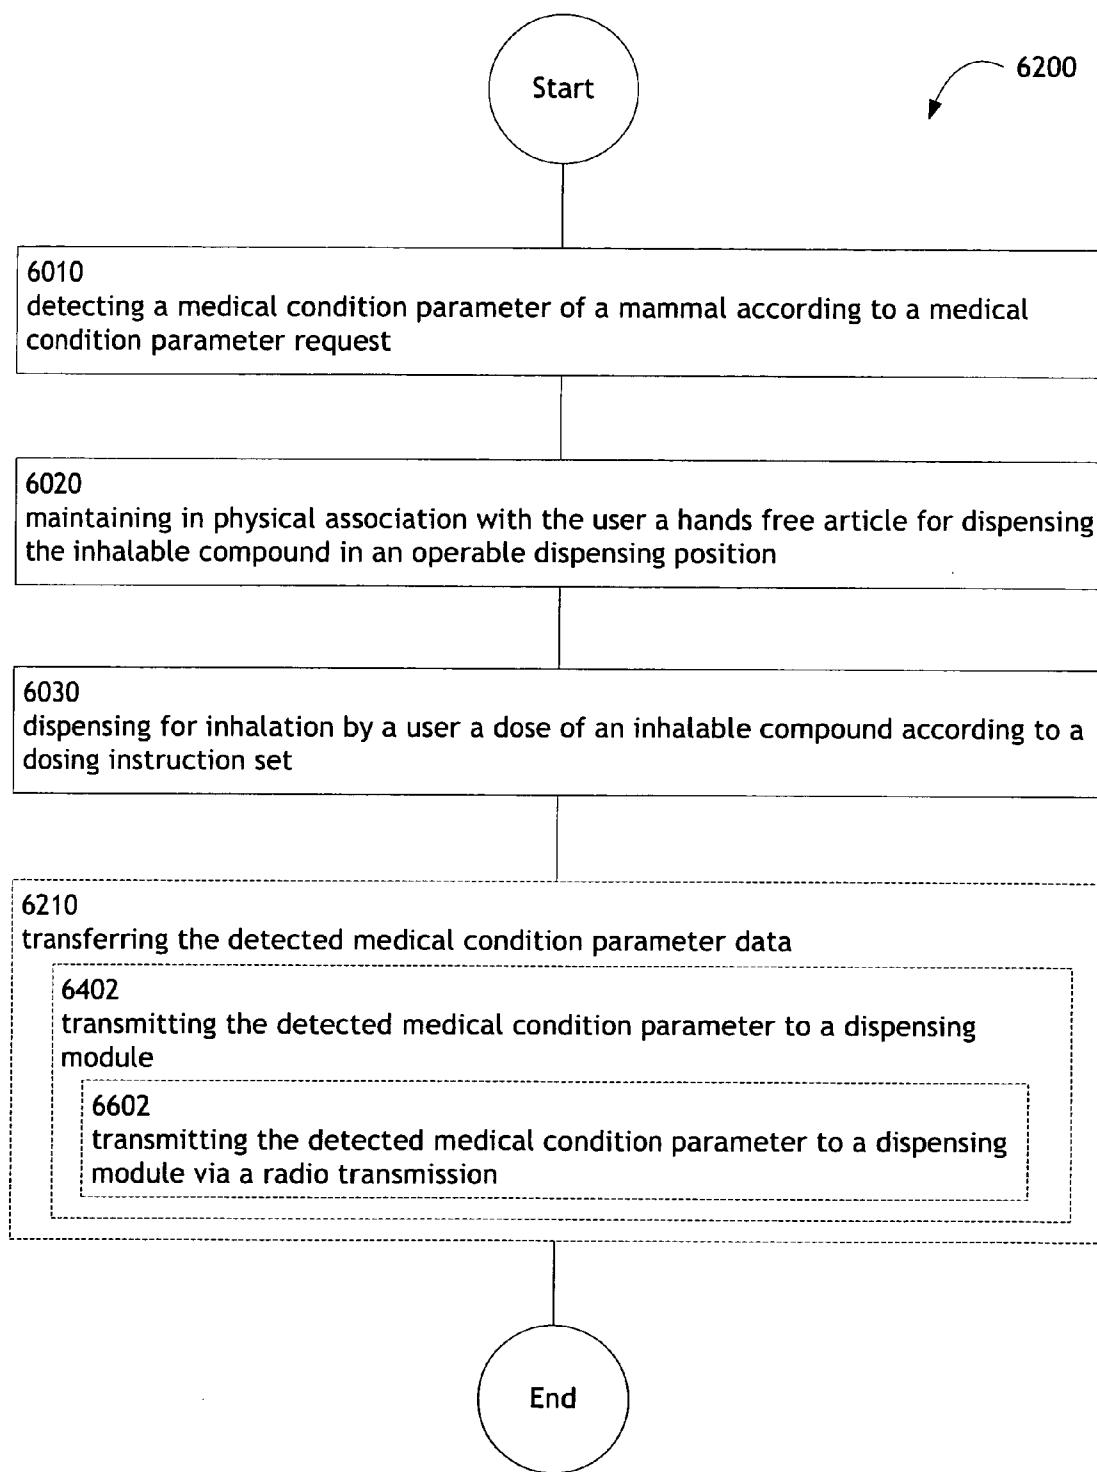 Start
6200
6010
detecting a medical condition parameter of a mammal according to a medical
condition parameter request
6020
maintaining in physical association with the user a hands free article for dispensing
the inhalable compound in an operable dispensing position
6030
dispensing for inhalation by a user a dose of an inhalable compound according to a
dosing instruction set
6210
transferring the detected medical condition parameter data
6402
transmitting the detected medical condition parameter to a dispensing
module
6602
transmitting the detected medical condition parameter to a dispensing
module via a radio transmission
End